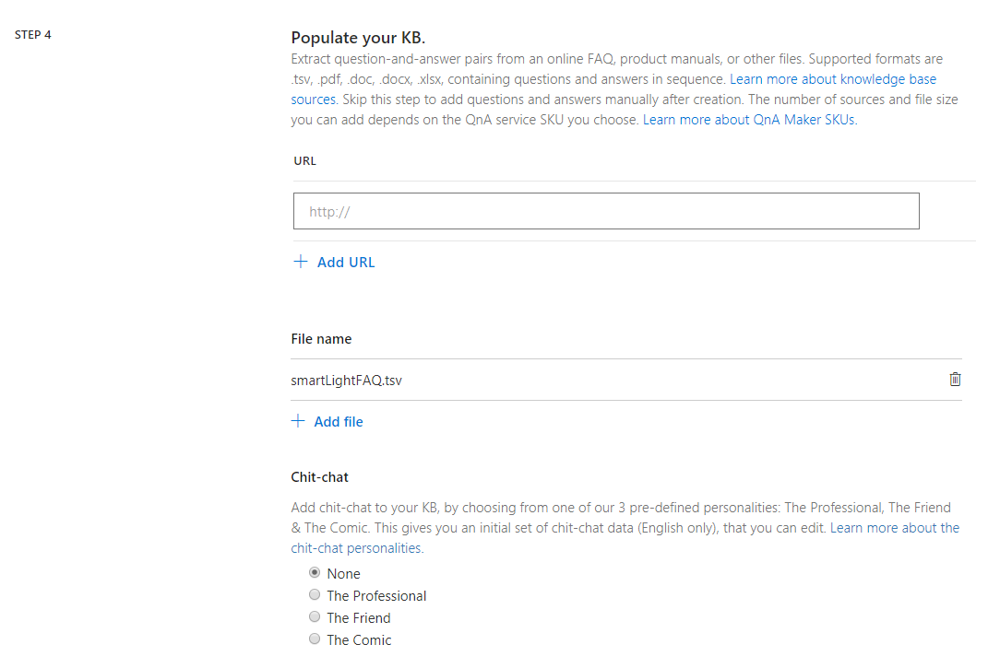 STEP 4
Populate your KB.
Extract question-and-answer pairs from an online FAQ, product manuals, or other files. Supported formats are
.tsv, .pdf, .doc, .docx, .xlsx, containing questions and answers in sequence. Learn more about knowledge base
sources. Skip this step to add questions and answers manually after creation. The number of sources and file size
you can add depends on the QnA service SKU you choose. Learn more about QnA Maker SKUs.
URL
http://
+ Add URL
File name
smartLightFAQ.tsv
+ Add file
Chit-chat
Add chit-chat to your KB, by choosing from one of our 3 pre-defined personalities: The Professional, The Friend
& The Comic. This gives you an initial set of chit-chat data (English only), that you can edit. Learn more about the
chit-chat personalities.
None
The Professional
The Friend
The Comic